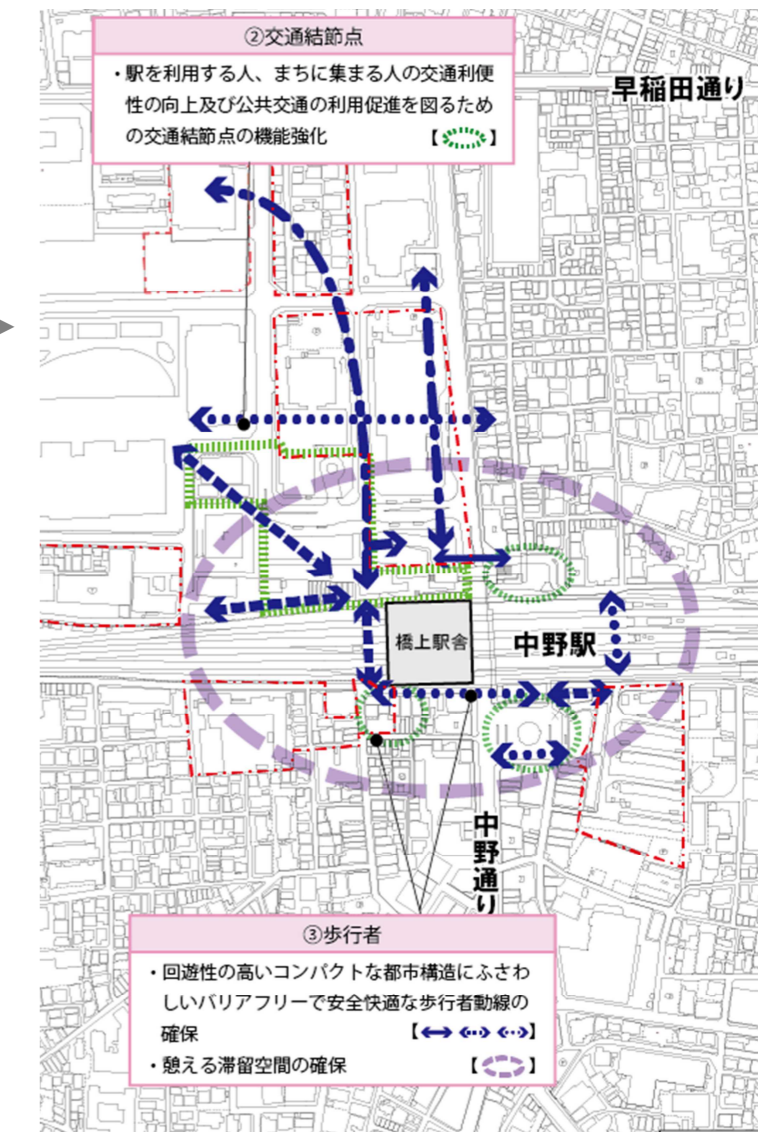 ②交通結節点
・駅を利用する人、まちに集まる人の交通利便
性の向上及び公共交通の利用促進を図るため
の交通結節点の機能強化 【 】
早稲田通り
橋上駅舎
中野駅
中野通り
③歩行者
・回遊性の高いコンパクトな都市構造にふさわ
しいバリアフリーで安全快適な歩行者動線の
確保 【 】
・憩える滞留空間の確保 【 】